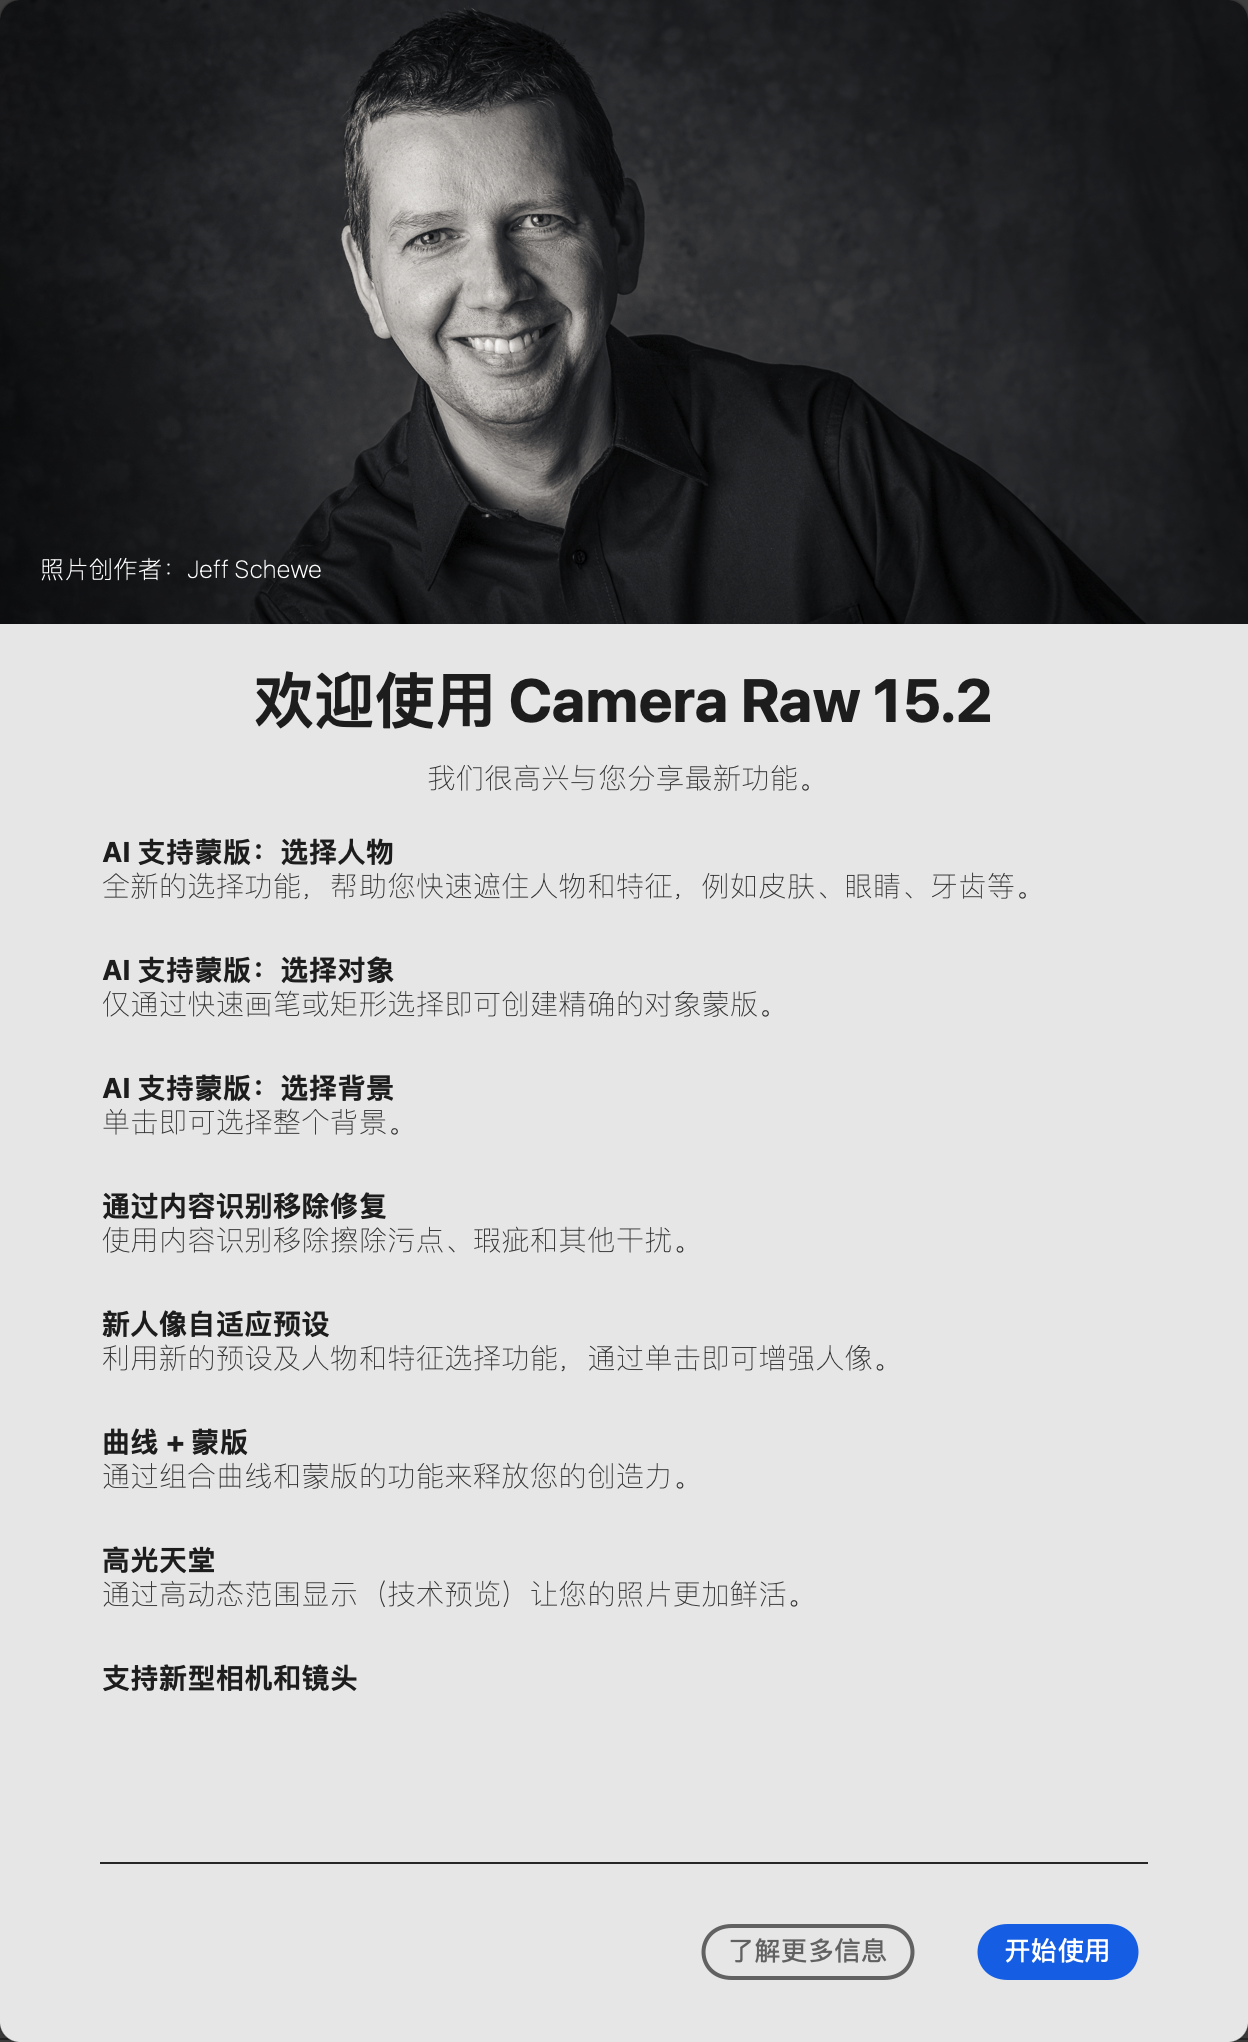 照片创作者：Jeff Schewe
欢迎使用 Camera Raw 15.2
我们很高兴与您分享最新功能。
AI 支持蒙版：选择人物
全新的选择功能，帮助您快速遮住人物和特征，例如皮肤、眼睛、牙齿等。
AI 支持蒙版：选择对象
仅通过快速画笔或矩形选择即可创建精确的对象蒙版。
AI 支持蒙版：选择背景
单击即可选择整个背景。
通过内容识别移除修复
使用内容识别移除擦除污点、瑕疵和其他干扰。
新人像自适应预设
利用新的预设及人物和特征选择功能，通过单击即可增强人像。
曲线 + 蒙版
通过组合曲线和蒙版的功能来释放您的创造力。
高光天堂
通过高动态范围显示（技术预览）让您的照片更加鲜活。
支持新型相机和镜头
了解更多信息
开始使用